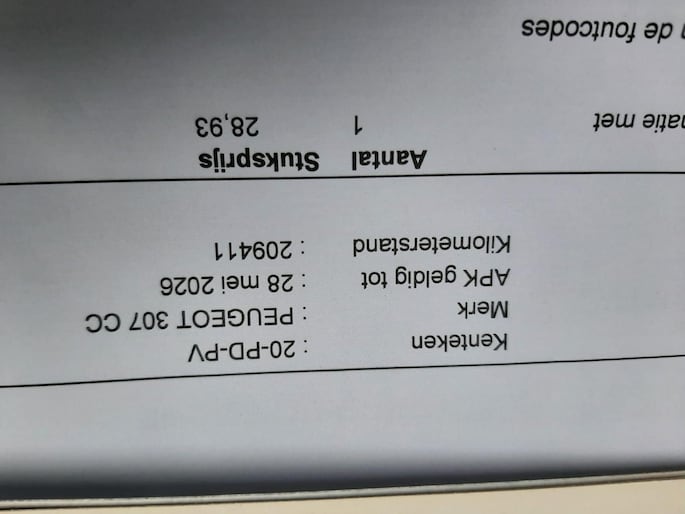 Kenteken : 20-PD-PV
Merk : PEUGEOT 307 CC
APK geldig tot : 28 mei 2026
Kilometerstand : 209411
Aantal Stuksprijs
met 1 28,93
de foutcodes